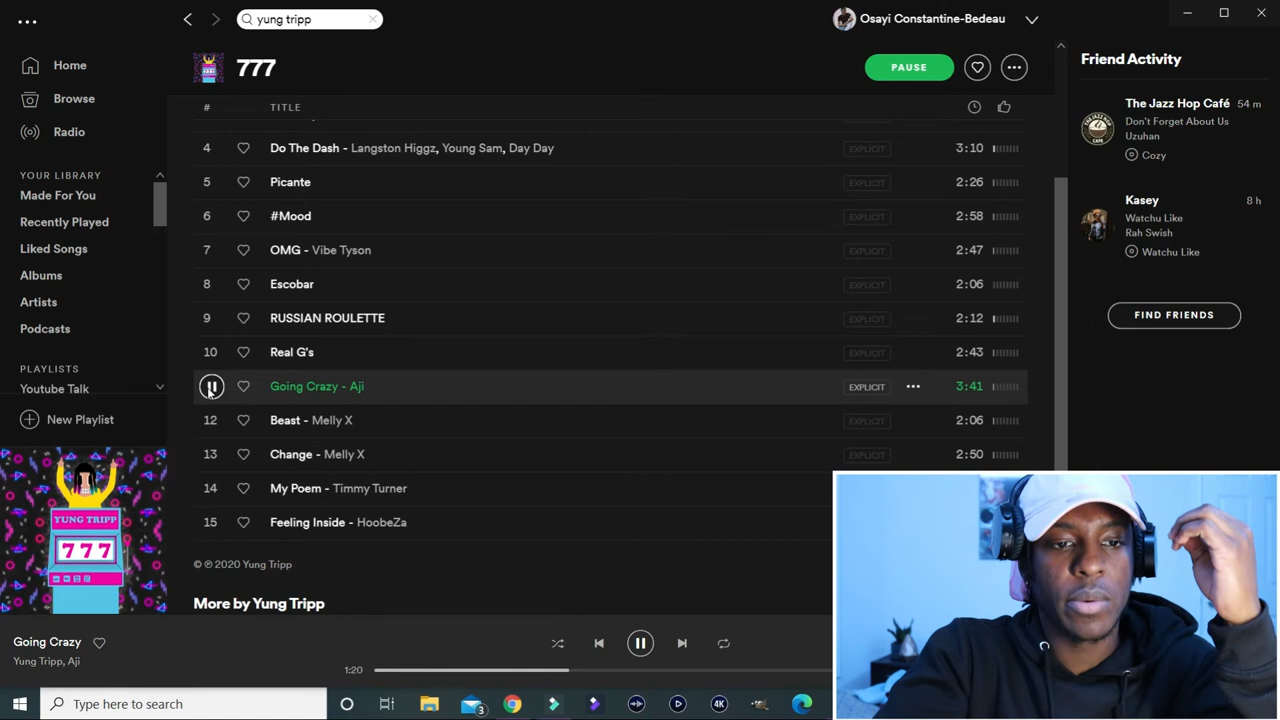 yung tripp
Osayi Constantine-Bedeau
Home
Browse
Radio
YOUR LIBRARY
Made For You
Recently Played
Liked Songs
Albums
Artists
Podcasts
PLAYLISTS
Youtube Talk
New Playlist
YUNG TRIPP
777
777
PAUSE
# TITLE
4 Do The Dash - Langston Higgz, Young Sam, Day Day EXPLICIT 3:10
5 Picante EXPLICIT 2:26
6 #Mood EXPLICIT 2:58
7 OMG - Vibe Tyson EXPLICIT 2:47
8 Escobar EXPLICIT 2:06
9 RUSSIAN ROULETTE EXPLICIT 2:12
10 Real G's EXPLICIT 2:43
Going Crazy - Aji EXPLICIT 3:41
12 Beast - Melly X EXPLICIT 2:06
13 Change - Melly X EXPLICIT 2:50
14 My Poem - Timmy Turner
15 Feeling Inside - HoobeZa
© ℗ 2020 Yung Tripp
More by Yung Tripp
Friend Activity
The Jazz Hop Café 54 m
Don't Forget About Us
Uzuhan
Cozy
Kasey 8 h
Watchu Like
Rah Swish
Watchu Like
FIND FRIENDS
Going Crazy
Yung Tripp, Aji
1:20
Type here to search
3
4K